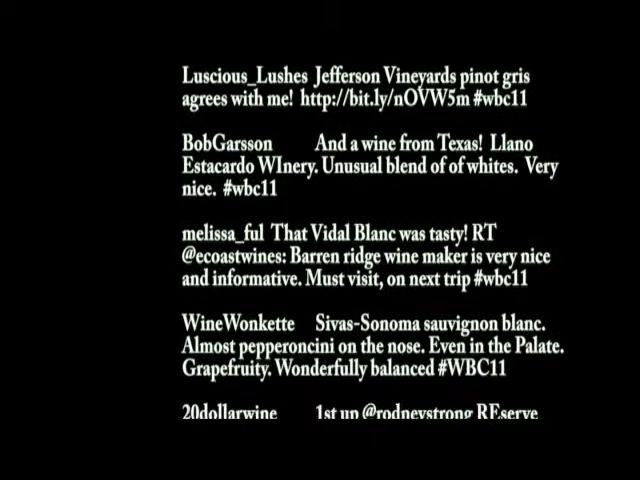 Luscious_Lushes Jefferson Vineyards pinot gris
agrees with me! http://bit.ly/nOVW5m #wbc11
BobGarsson And a wine from Texas! Llano
Estacardo WInery. Unusual blend of of whites. Very
nice. #wbc11
melissa_ful That Vidal Blanc was tasty! RT
@ecoastwines: Barren ridge wine maker is very nice
and informative. Must visit, on next trip #wbc11
WineWonkette Sivas-Sonoma sauvignon blanc.
Almost pepperoncini on the nose. Even in the Palate.
Grapefruity. Wonderfully balanced #WBC11
20dollarwine 1st up @rodneystrong REserve